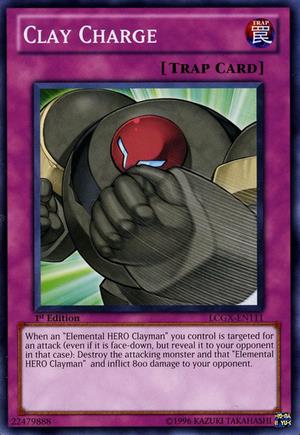 CLAY CHARGE
TRAP
罠
[TRAP CARD]
1st Edition
LCGX-EN111
When an "Elemental HERO Clayman" you control is targeted for
an attack (even if it is face-down, but reveal it to your opponent
in that case): Destroy the attacking monster and that "Elemental
HERO Clayman" and inflict 800 damage to your opponent.
22479888
©1996 KAZUKI TAKAHASHI